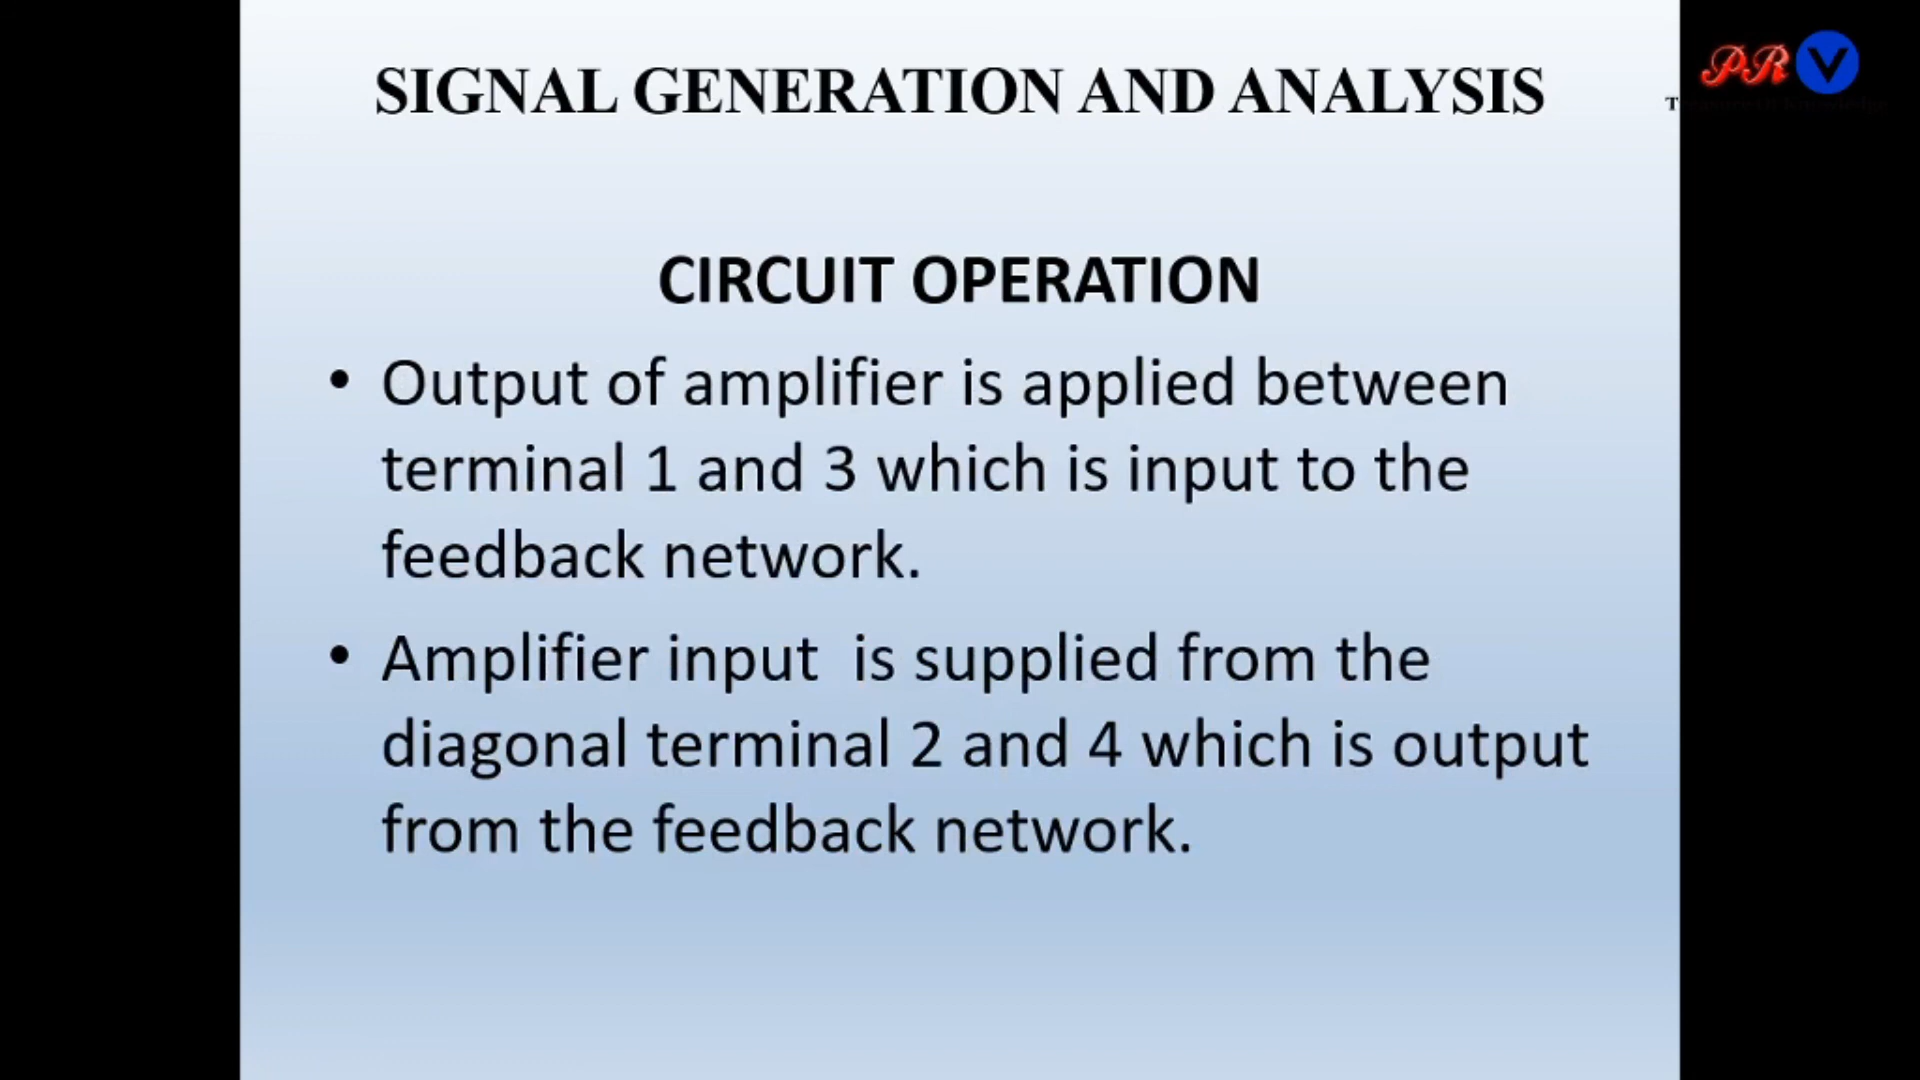 SIGNAL GENERATION AND ANALYSIS
PR V
CIRCUIT OPERATION
• Output of amplifier is applied between
terminal 1 and 3 which is input to the
feedback network.
• Amplifier input  is supplied from the
diagonal terminal 2 and 4 which is output
from the feedback network.